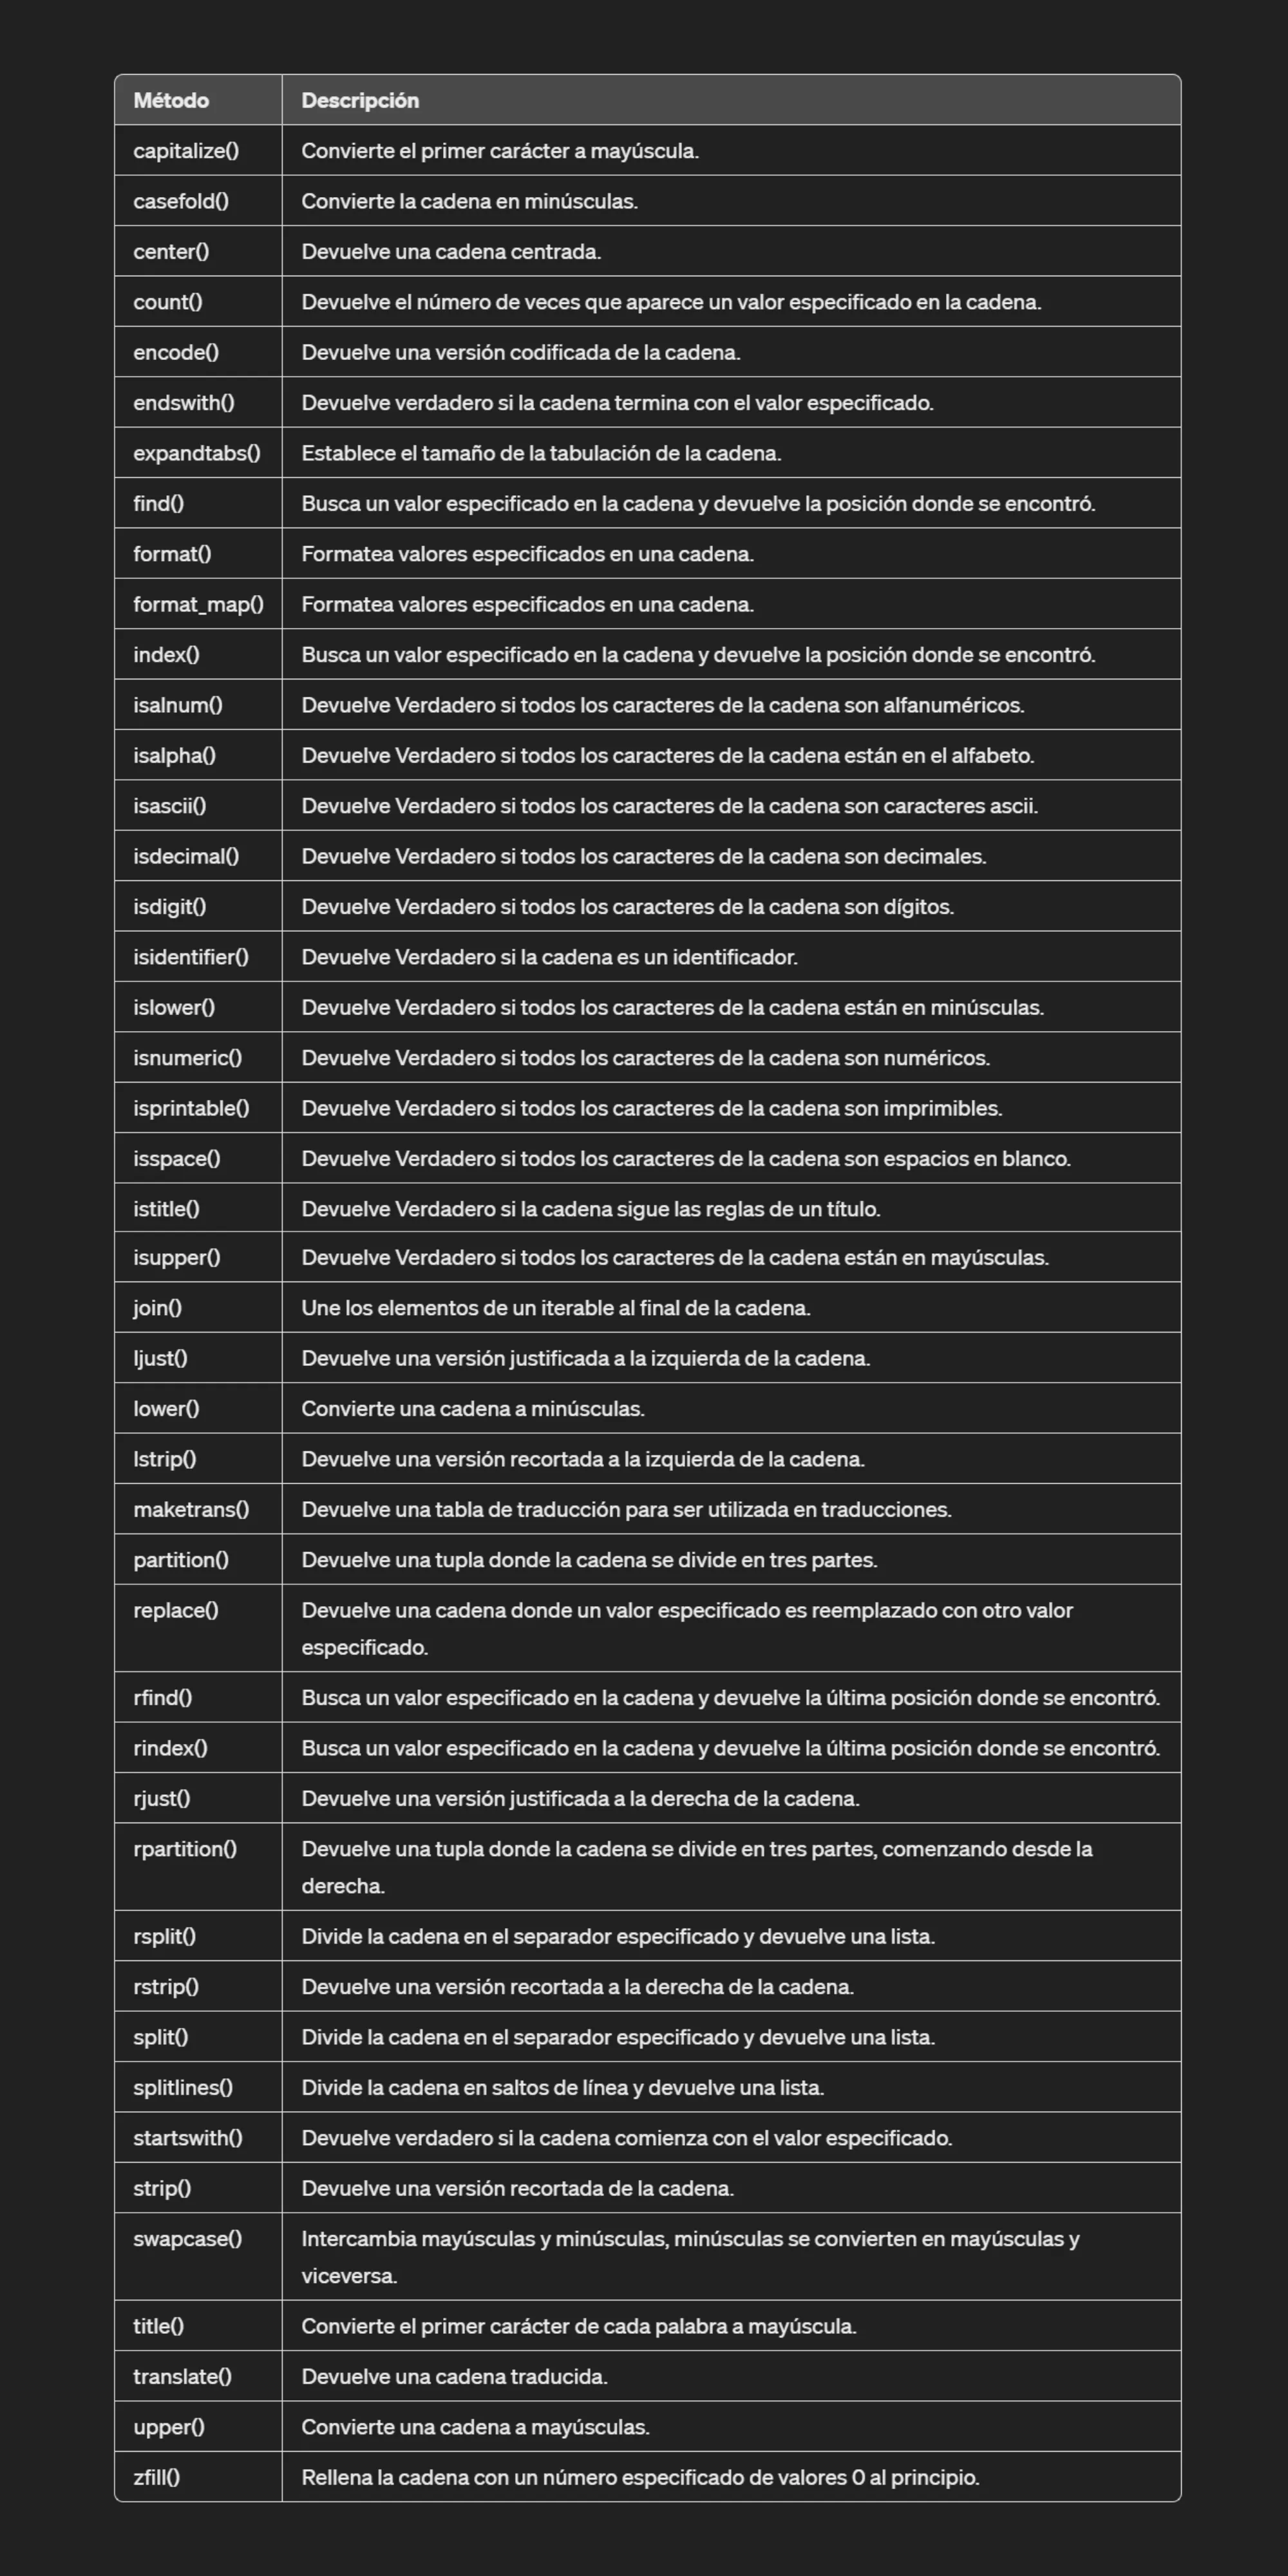 Método Descripción
capitalize() Convierte el primer carácter a mayúscula.
casefold() Convierte la cadena en minúsculas.
center() Devuelve una cadena centrada.
count() Devuelve el número de veces que aparece un valor especificado en la cadena.
encode() Devuelve una versión codificada de la cadena.
endswith() Devuelve verdadero si la cadena termina con el valor especificado.
expandtabs() Establece el tamaño de la tabulación de la cadena.
find() Busca un valor especificado en la cadena y devuelve la posición donde se encontró.
format() Formatea valores especificados en una cadena.
format_map() Formatea valores especificados en una cadena.
index() Busca un valor especificado en la cadena y devuelve la posición donde se encontró.
isalnum() Devuelve Verdadero si todos los caracteres de la cadena son alfanuméricos.
isalpha() Devuelve Verdadero si todos los caracteres de la cadena están en el alfabeto.
isascii() Devuelve Verdadero si todos los caracteres de la cadena son caracteres ascii.
isdecimal() Devuelve Verdadero si todos los caracteres de la cadena son decimales.
isdigit() Devuelve Verdadero si todos los caracteres de la cadena son dígitos.
isidentifier() Devuelve Verdadero si la cadena es un identificador.
islower() Devuelve Verdadero si todos los caracteres de la cadena están en minúsculas.
isnumeric() Devuelve Verdadero si todos los caracteres de la cadena son numéricos.
isprintable() Devuelve Verdadero si todos los caracteres de la cadena son imprimibles.
isspace() Devuelve Verdadero si todos los caracteres de la cadena son espacios en blanco.
istitle() Devuelve Verdadero si la cadena sigue las reglas de un título.
isupper() Devuelve Verdadero si todos los caracteres de la cadena están en mayúsculas.
join() Une los elementos de un iterable al final de la cadena.
ljust() Devuelve una versión justificada a la izquierda de la cadena.
lower() Convierte una cadena a minúsculas.
lstrip() Devuelve una versión recortada a la izquierda de la cadena.
maketrans() Devuelve una tabla de traducción para ser utilizada en traducciones.
partition() Devuelve una tupla donde la cadena se divide en tres partes.
replace() Devuelve una cadena donde un valor especificado es reemplazado con otro valor
especificado.
rfind() Busca un valor especificado en la cadena y devuelve la última posición donde se encontró.
rindex() Busca un valor especificado en la cadena y devuelve la última posición donde se encontró.
rjust() Devuelve una versión justificada a la derecha de la cadena.
rpartition() Devuelve una tupla donde la cadena se divide en tres partes, comenzando desde la
derecha.
rsplit() Divide la cadena en el separador especificado y devuelve una lista.
rstrip() Devuelve una versión recortada a la derecha de la cadena.
split() Divide la cadena en el separador especificado y devuelve una lista.
splitlines() Divide la cadena en saltos de línea y devuelve una lista.
startswith() Devuelve verdadero si la cadena comienza con el valor especificado.
strip() Devuelve una versión recortada de la cadena.
swapcase() Intercambia mayúsculas y minúsculas, minúsculas se convierten en mayúsculas y
viceversa.
title() Convierte el primer carácter de cada palabra a mayúscula.
translate() Devuelve una cadena traducida.
upper() Convierte una cadena a mayúsculas.
zfill() Rellena la cadena con un número especificado de valores 0 al principio.